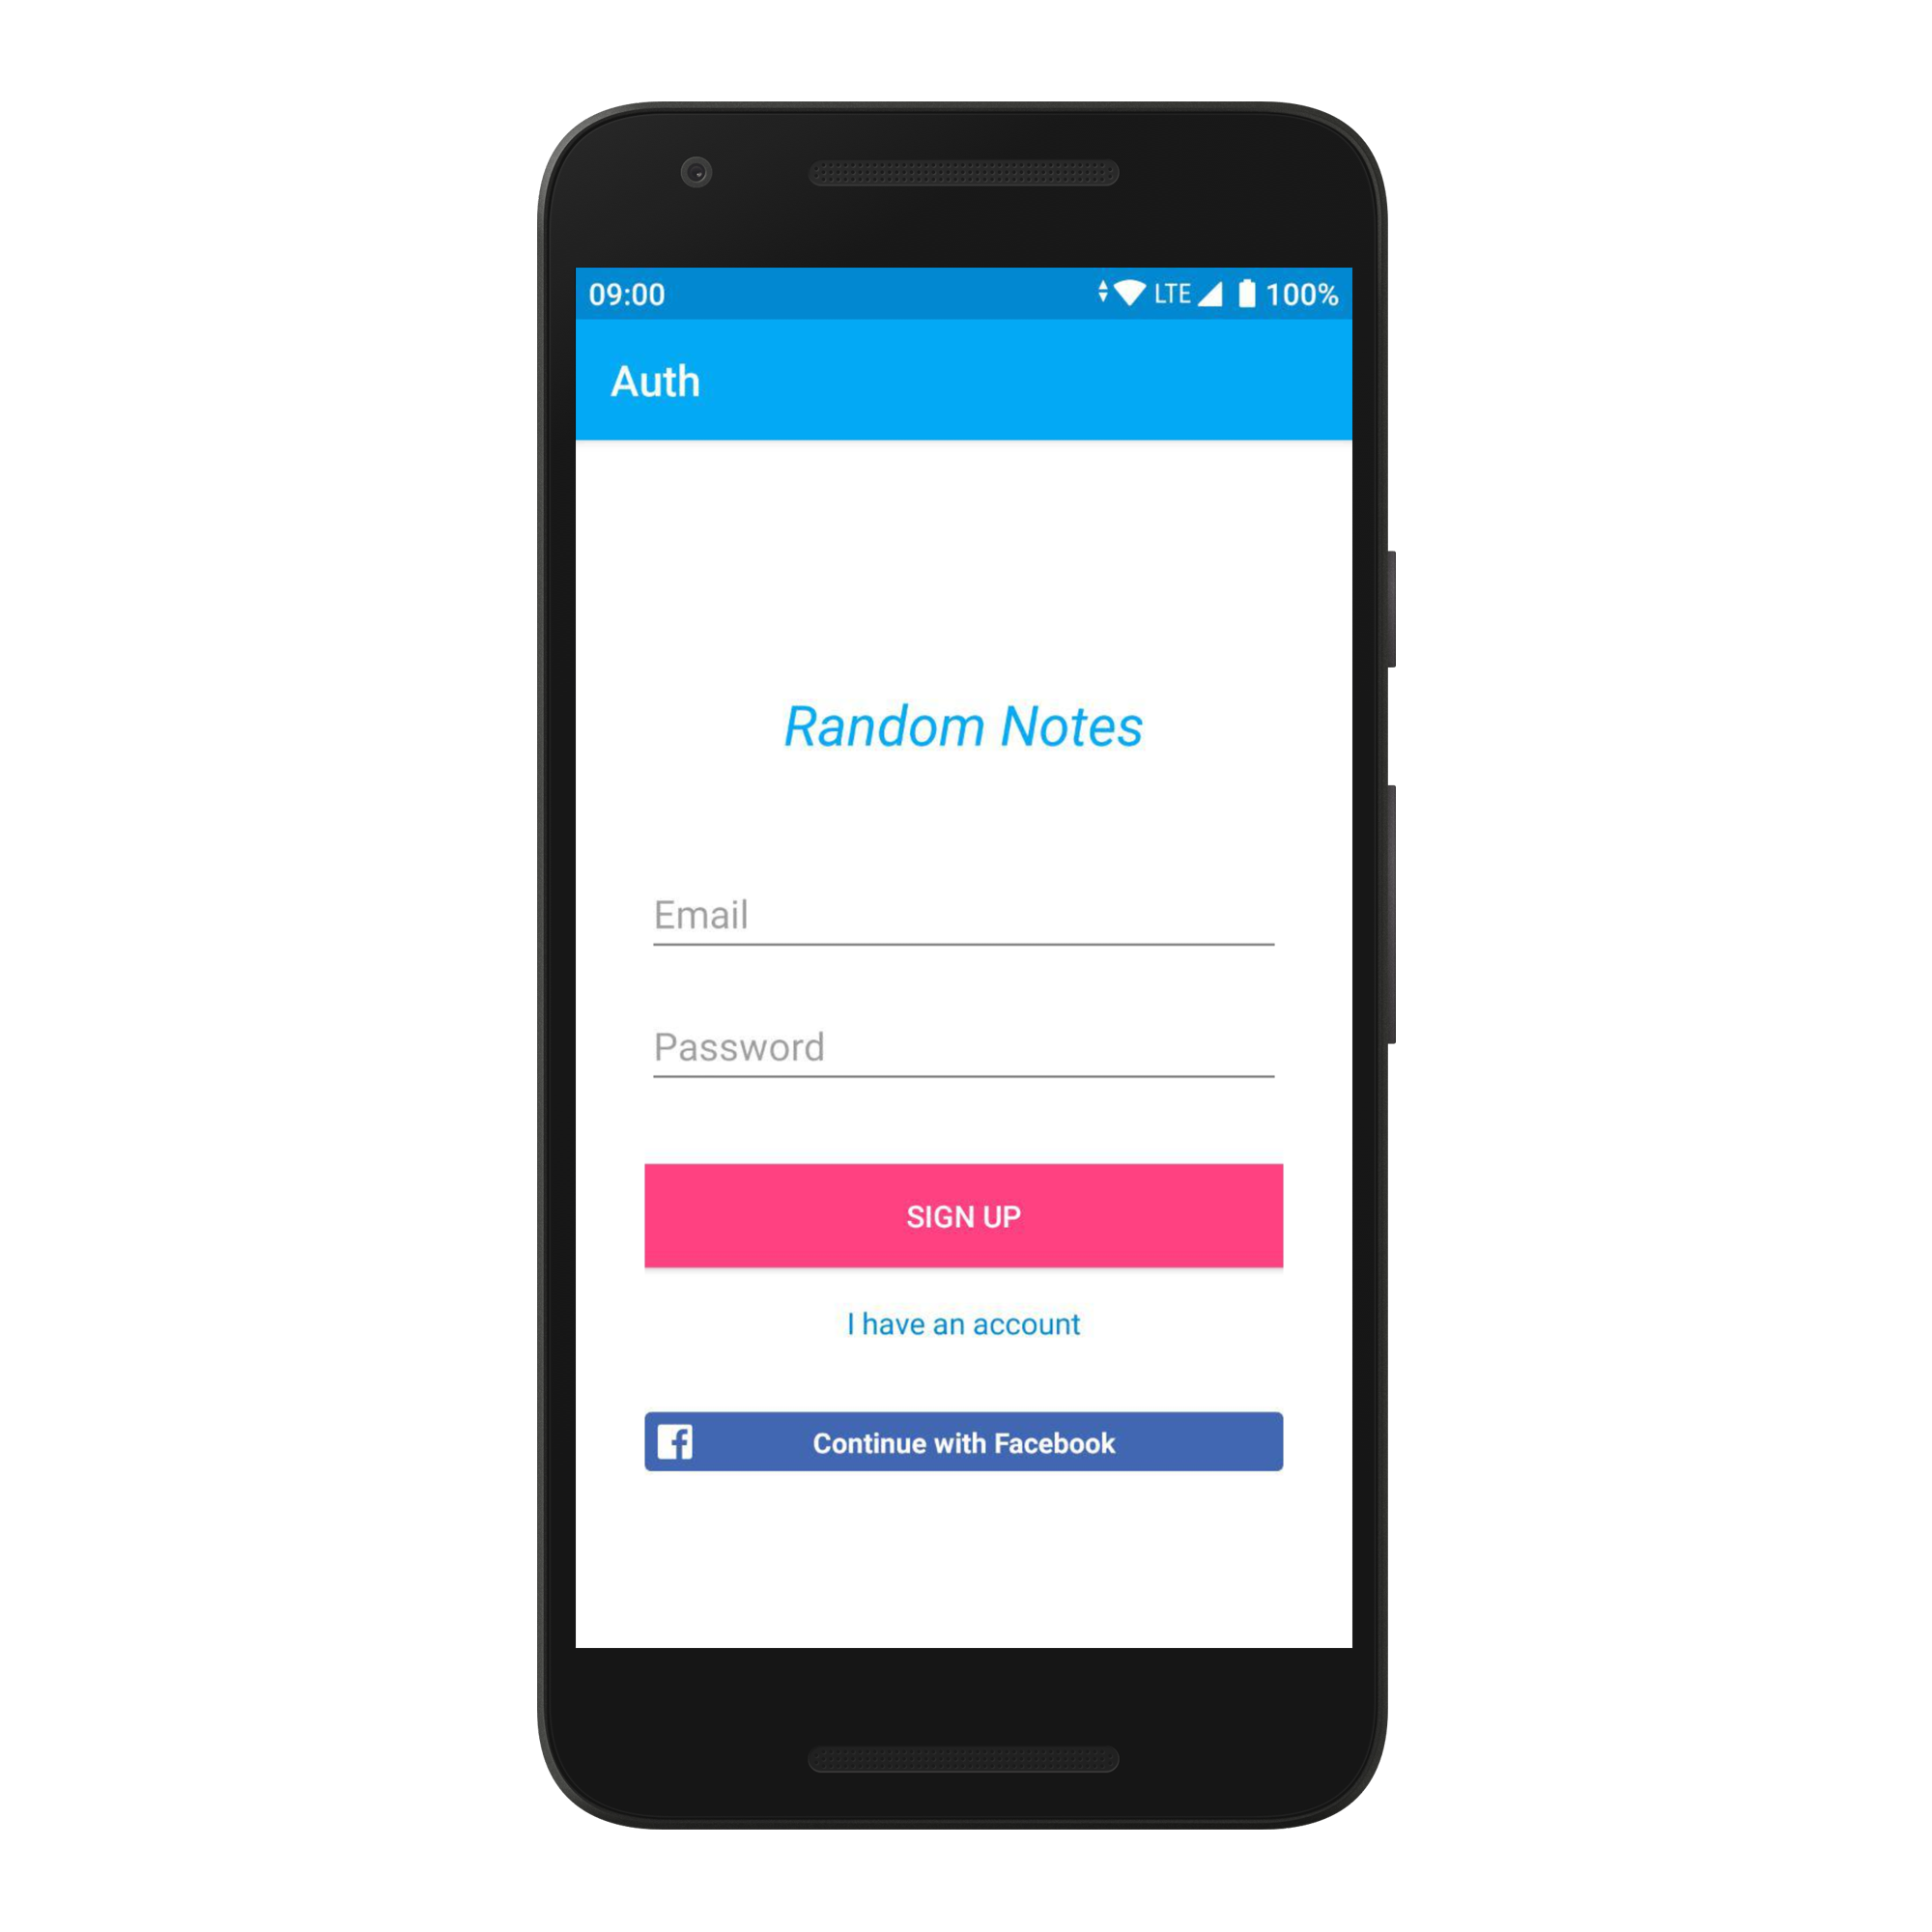 09:00 LTE 100%
Auth
Random Notes
Email
Password
SIGN UP
I have an account
Continue with Facebook